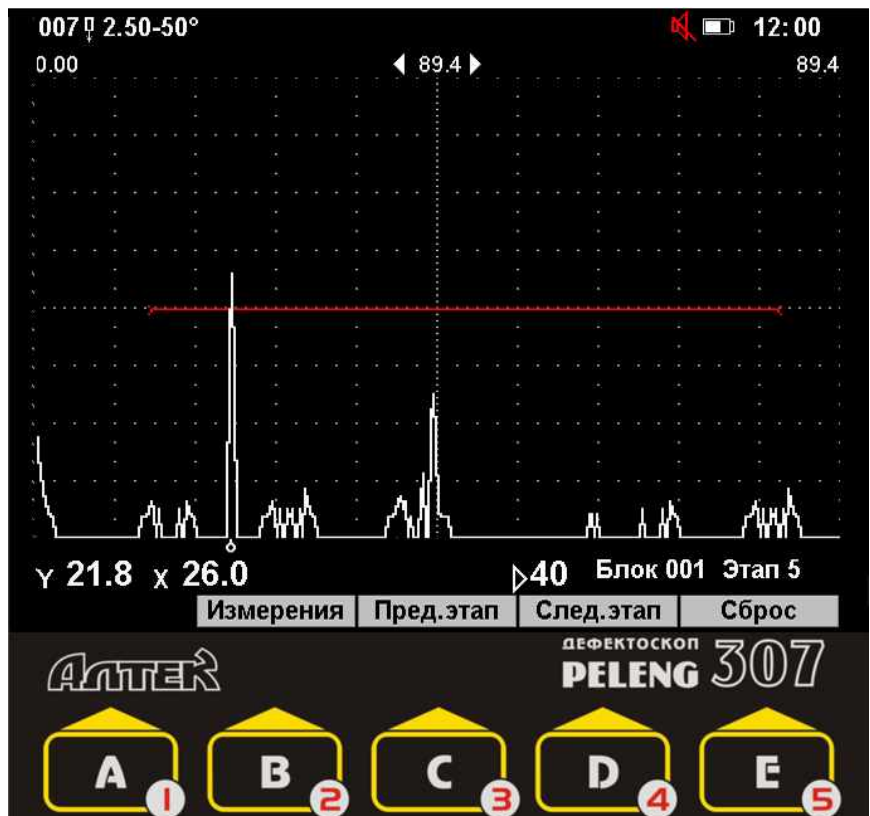 007 2.50-50° 12:00
0.00 89.4 89.4
Y 21.8 X 26.0 40 Блок 001 Этап 5
Измерения Пред.этап След.этап Сброс
АЛТЕК ДЕФЕКТОСКОП PELENG 307
A B C D E
1 2 3 4 5